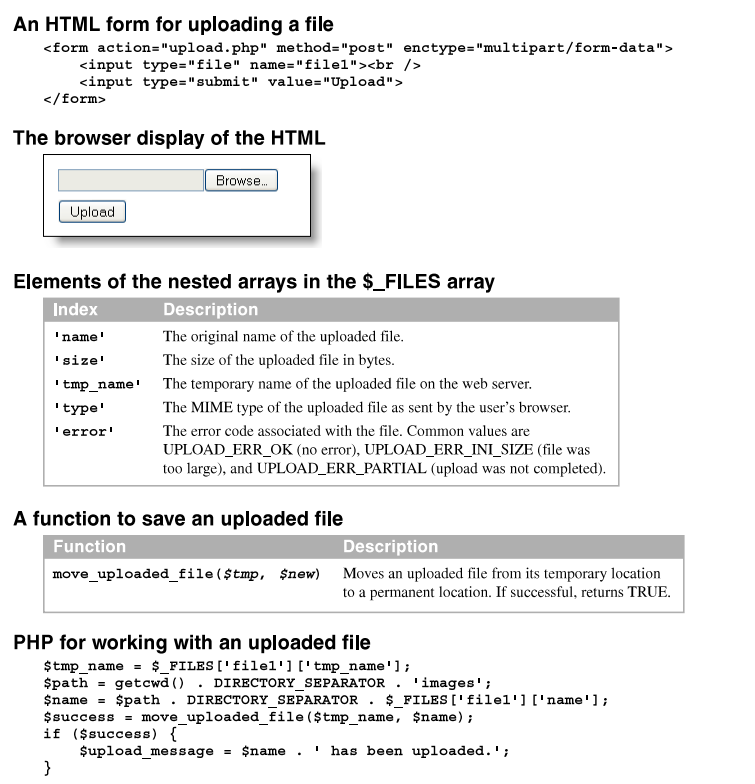 An HTML form for uploading a file
<form action="upload.php" method="post" enctype="multipart/form-data">
<input type="file" name="file1"><br />
<input type="submit" value="Upload">
</form>
The browser display of the HTML
Browse...
Upload
Elements of the nested arrays in the $_FILES array
Index Description
'name' The original name of the uploaded file.
'size' The size of the uploaded file in bytes.
'tmp_name' The temporary name of the uploaded file on the web server.
'type' The MIME type of the uploaded file as sent by the user's browser.
'error' The error code associated with the file. Common values are
UPLOAD_ERR_OK (no error), UPLOAD_ERR_INI_SIZE (file was
too large), and UPLOAD_ERR_PARTIAL (upload was not completed).
A function to save an uploaded file
Function Description
move_uploaded_file($tmp, $new) Moves an uploaded file from its temporary location
to a permanent location. If successful, returns TRUE.
PHP for working with an uploaded file
$tmp_name = $_FILES['file1']['tmp_name'];
$path = getcwd() . DIRECTORY_SEPARATOR . 'images';
$name = $path . DIRECTORY_SEPARATOR . $_FILES['file1']['name'];
$success = move_uploaded_file($tmp_name, $name);
if ($success) {
$upload_message = $name . ' has been uploaded.';
}